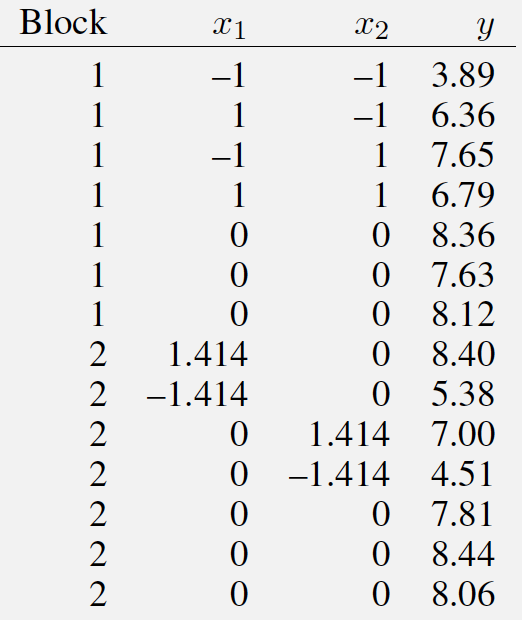 Block x1 x2 y
1 –1 –1 3.89
1 1 –1 6.36
1 –1 1 7.65
1 1 1 6.79
1 0 0 8.36
1 0 0 7.63
1 0 0 8.12
2 1.414 0 8.40
2 –1.414 0 5.38
2 0 1.414 7.00
2 0 –1.414 4.51
2 0 0 7.81
2 0 0 8.44
2 0 0 8.06